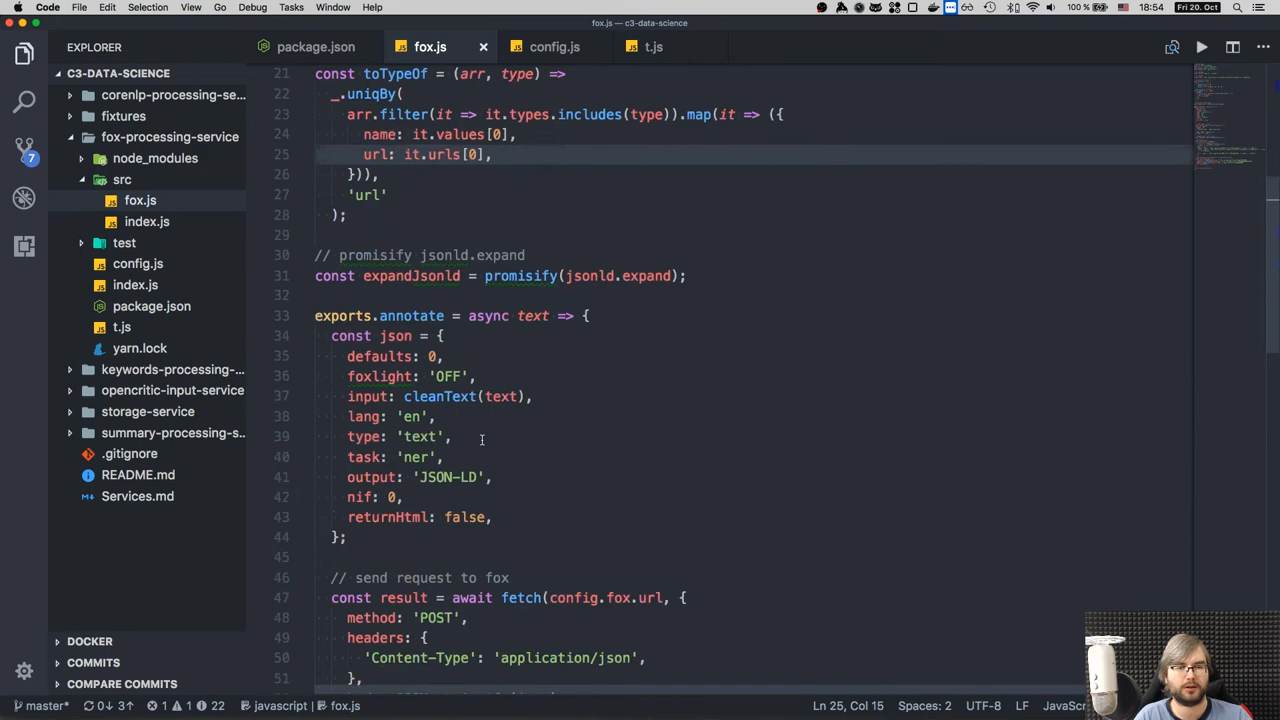 Code File Edit Selection View Go Debug Tasks Window Help 100 % 18:54 Fri 20. Oct
fox.js — c3-data-science
EXPLORER package.json fox.js config.js t.js
C3-DATA-SCIENCE
corenlp-processing-se...
fixtures
fox-processing-service
node_modules
src
fox.js
index.js
test
config.js
index.js
package.json
t.js
yarn.lock
keywords-processing-...
opencritic-input-service
storage-service
summary-processing-s...
.gitignore
README.md
Services.md
DOCKER
COMMITS
COMPARE COMMITS
7
21 const toTypeOf = (arr, type) =>
22 _.uniqBy(
23 arr.filter(it => it.types.includes(type)).map(it => ({
24 name: it.values[0],
25 url: it.urls[0],
26 })),
27 'url'
28 );
29
30 // promisify jsonld.expand
31 const expandJsonld = promisify(jsonld.expand);
32
33 exports.annotate = async text => {
34 const json = {
35 defaults: 0,
36 foxlight: 'OFF',
37 input: cleanText(text),
38 lang: 'en',
39 type: 'text',
40 task: 'ner',
41 output: 'JSON-LD',
42 nif: 0,
43 returnHtml: false,
44 };
45
46 // send request to fox
47 const result = await fetch(config.fox.url, {
48 method: 'POST',
49 headers: {
50 'Content-Type': 'application/json',
51 },
master* 0↓ 3↑ 1 1 22 javascript fox.js Ln 25, Col 15 Spaces: 2 UTF-8 LF